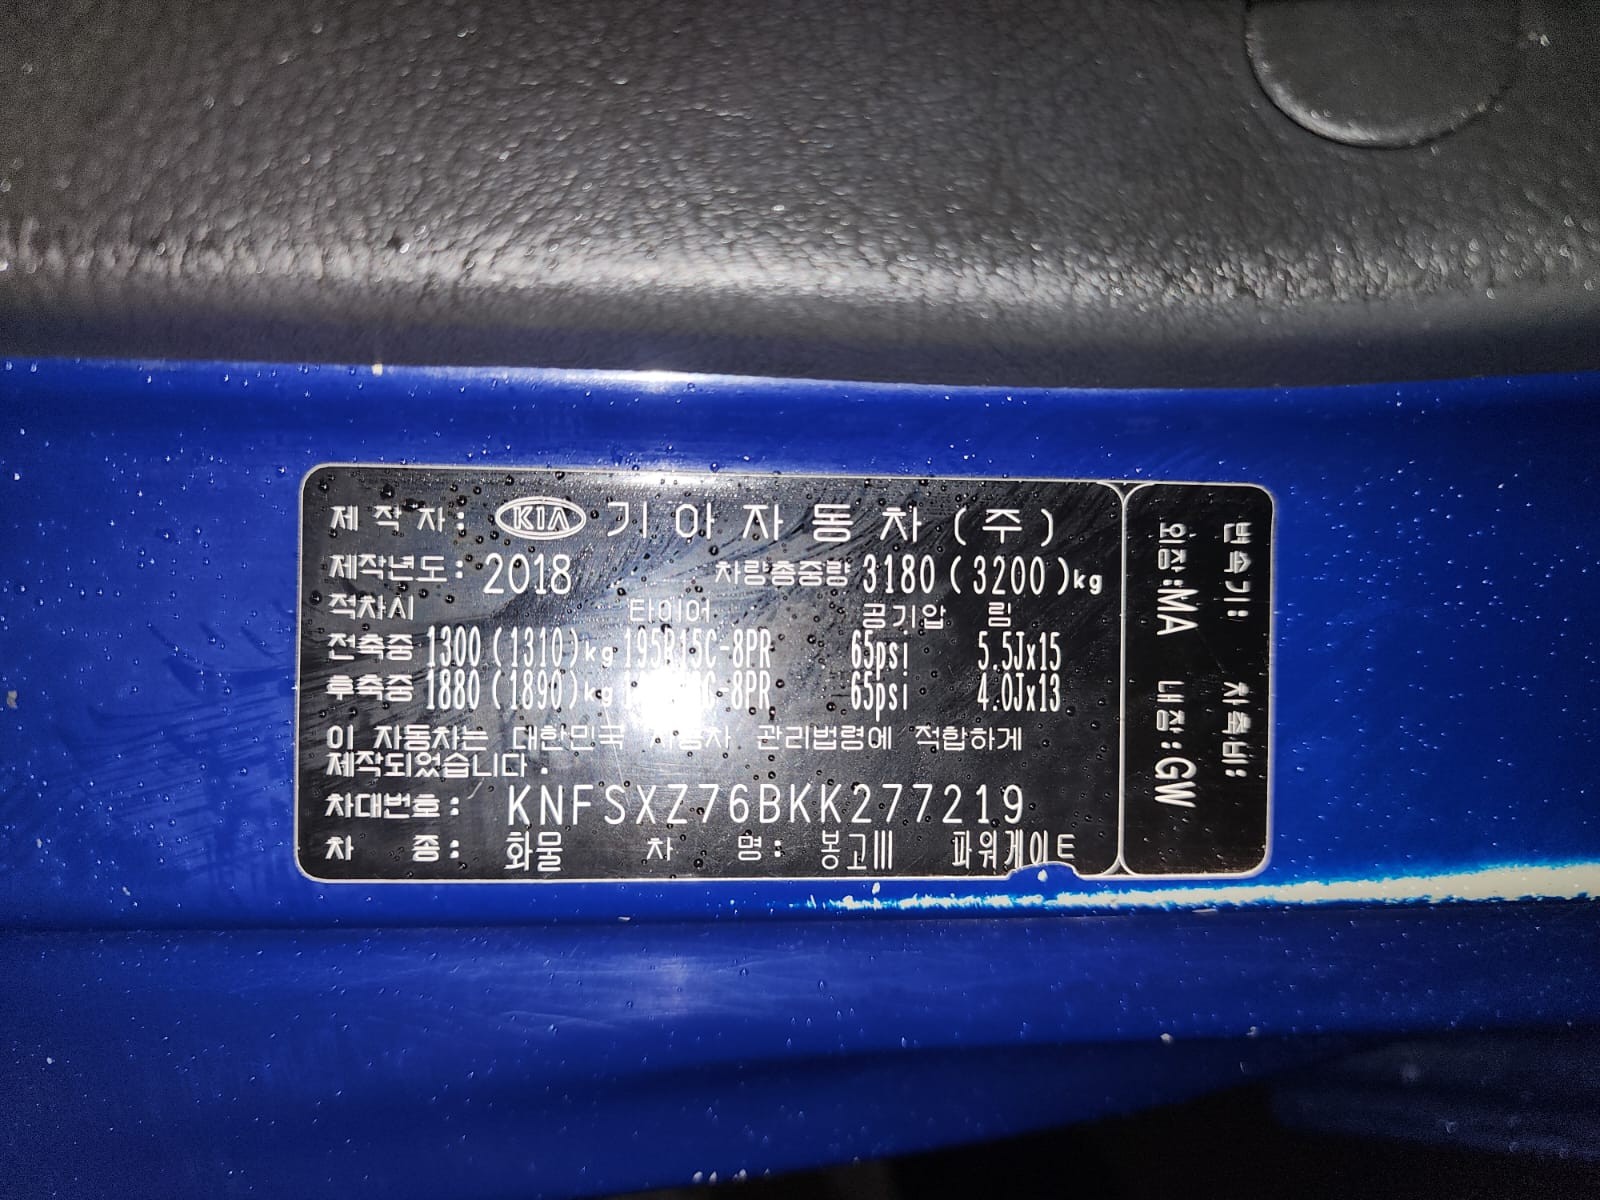 제 작 자 : KIA 기 아 자 동 차 ( 주 )
제작년도 : 2018 차량총중량 3180 ( 3200 )kg
적차시 타이어 공기압 림
전축중 1300 (1310)kg 195R15C-8PR 65psi 5.5Jx15
후축중 1880 (1890)kg 65psi 4.0Jx13
이 자동차는 대한민국 자동차 관리법령에 적합하게
제작되었습니다 .
차대번호 : KNFSXZ76BKK277219
차 종 : 화물 차 명 : 봉고III 파워게이트
변속기 : 차축비 :
외장 : MA 내장 : GW